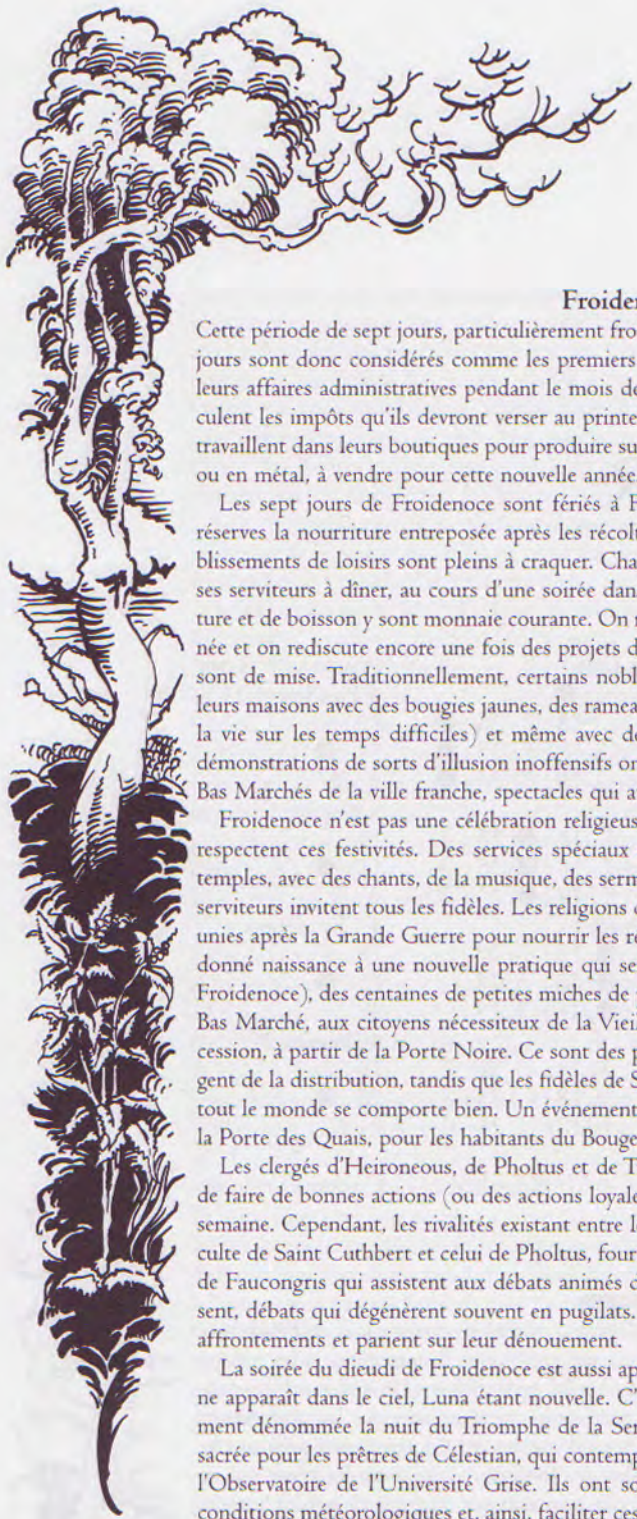 Froiden
Cette période de sept jours, particulièrement fro
jours sont donc considérés comme les premiers
leurs affaires administratives pendant le mois d
culent les impôts qu'ils devront verser au printe
travaillent dans leurs boutiques pour produire su
ou en métal, à vendre pour cette nouvelle année
Les sept jours de Froidenoce sont fériés à F
réserves la nourriture entreposée après les récolt
blissements de loisirs sont pleins à craquer. Cha
ses serviteurs à dîner, au cours d'une soirée dan
ture et de boisson y sont monnaie courante. On
née et on rediscute encore une fois des projets d
sont de mise. Traditionnellement, certains nobl
leurs maisons avec des bougies jaunes, des ramea
la vie sur les temps difficiles) et même avec de
démonstrations de sorts d'illusion inoffensifs on
Bas Marchés de la ville franche, spectacles qui a
Froidenoce n'est pas une célébration religieus
respectent ces festivités. Des services spéciaux
temples, avec des chants, de la musique, des serm
serviteurs invitent tous les fidèles. Les religions
unies après la Grande Guerre pour nourrir les re
donné naissance à une nouvelle pratique qui se
Froidenoce), des centaines de petites miches de
Bas Marché, aux citoyens nécessiteux de la Vieil
cession, à partir de la Porte Noire. Ce sont des p
gent de la distribution, tandis que les fidèles de S
tout le monde se comporte bien. Un événement
la Porte des Quais, pour les habitants du Bouge
Les clergés d'Heironeous, de Pholtus et de T
de faire de bonnes actions (ou des actions loyale
semaine. Cependant, les rivalités existant entre l
culte de Saint Cuthbert et celui de Pholtus, four
de Faucongris qui assistent aux débats animés
sent, débats qui dégénèrent souvent en pugilats.
affrontements et parient sur leur dénouement.
La soirée du dieudi de Froidenoce est aussi ap
ne apparaît dans le ciel, Luna étant nouvelle. C'
ment dénommée la nuit du Triomphe de la Ser
sacrée pour les prêtres de Célestian, qui contemp
l'Observatoire de l'Université Grise. Ils ont so
conditions météorologiques et, ainsi, faciliter ces